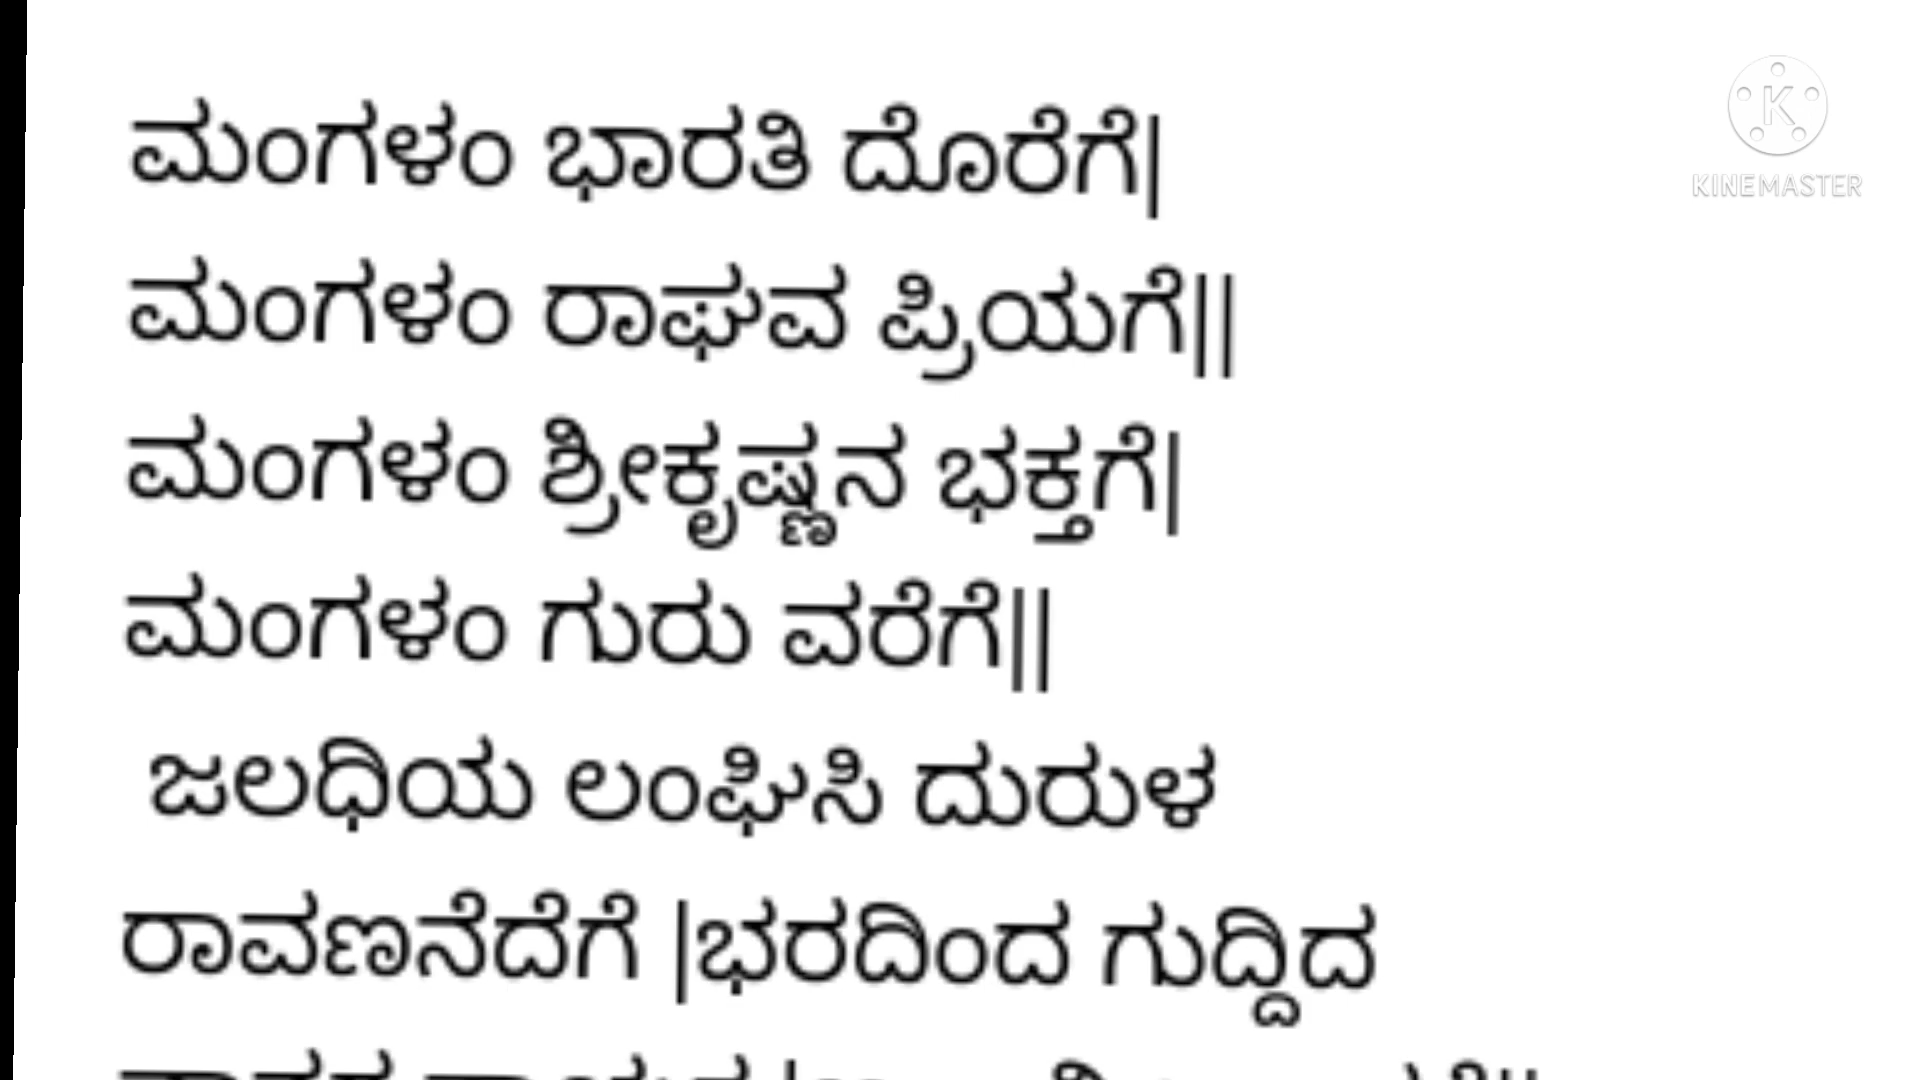 ಮಂಗಳಂ ಭಾರತಿ ದೊರೆಗೆ|
ಮಂಗಳಂ ರಾಘವ ಪ್ರಿಯಗೆ||
ಮಂಗಳಂ ಶ್ರೀಕೃಷ್ಣನ ಭಕ್ತಗೆ|
ಮಂಗಳಂ ಗುರು ವರೆಗೆ||
ಜಲಧಿಯ ಲಂಘಿಸಿ ದುರುಳ
ರಾವಣನೆದೆಗೆ |ಭರದಿಂದ ಗುದ್ದಿದ
K
KINEMASTER